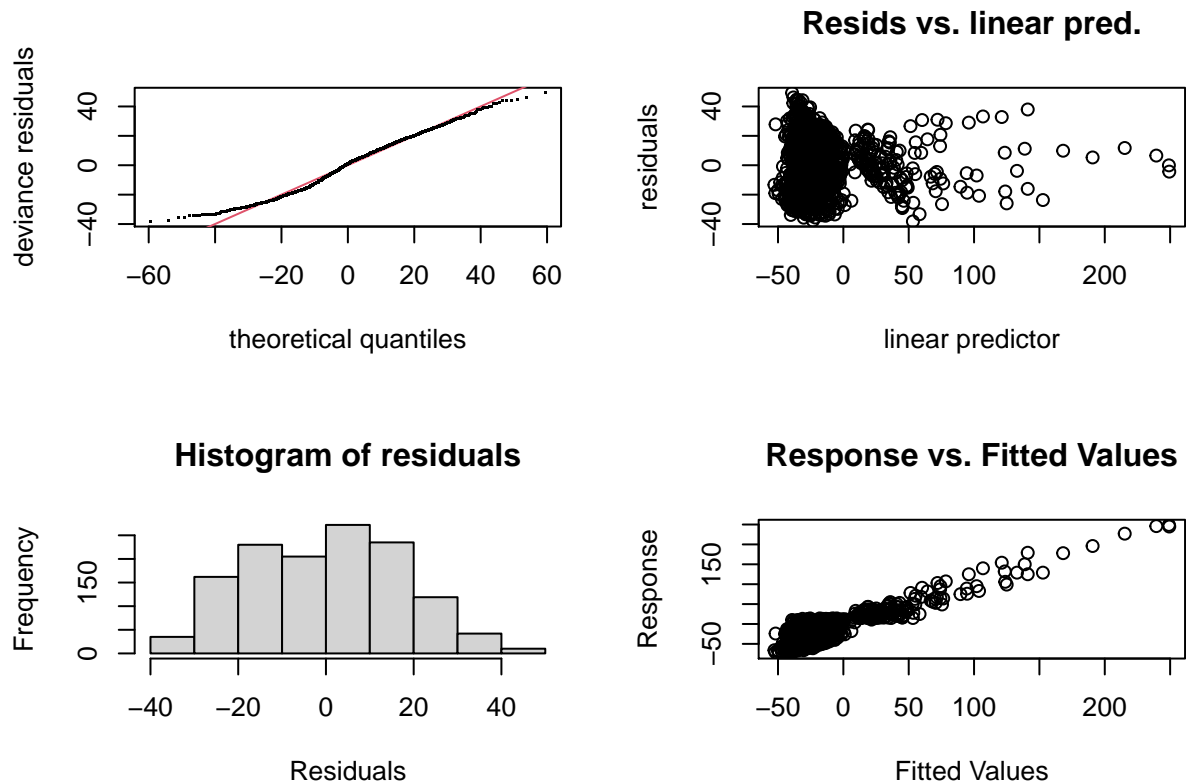 deviance residuals
40
0
−40
−60
−20
0
20
40
60
theoretical quantiles
Resids vs. linear pred.
residuals
40
0
−40
−50
0
50
100
200
linear predictor
Histogram of residuals
Frequency
150
0
−40
−20
0
20
40
Residuals
Response vs. Fitted Values
Response
150
−50
−50
0
50
100
200
Fitted Values